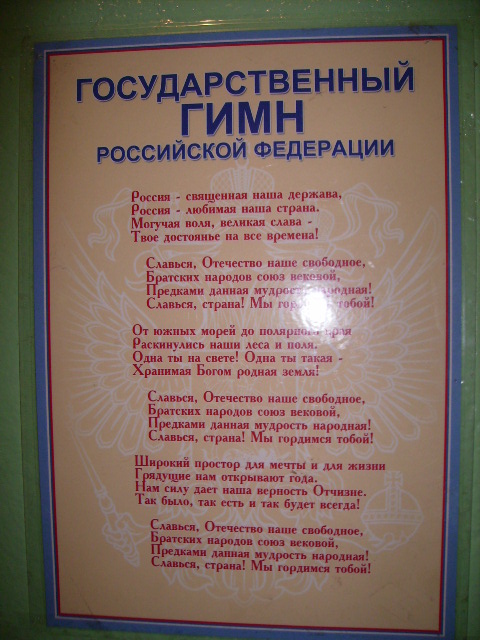 ГОСУДАРСТВЕННЫЙ
ГИМН
РОССИЙСКОЙ ФЕДЕРАЦИИ
Россия - священная наша держава,
Россия - любимая наша страна.
Могучая воля, великая слава -
Твое достоянье на все времена!
Славься, Отечество наше свободное,
Братских народов союз вековой,
Предками данная мудрость народная!
Славься, страна! Мы гордимся тобой!
От южных морей до полярного края
Раскинулись наши леса и поля.
Одна ты на свете! Одна ты такая -
Хранимая Богом родная земля!
Славься, Отечество наше свободное,
Братских народов союз вековой,
Предками данная мудрость народная!
Славься, страна! Мы гордимся тобой!
Широкий простор для мечты и для жизни
Грядущие нам открывают года.
Нам силу дает наша верность Отчизне.
Так было, так есть и так будет всегда!
Славься, Отечество наше свободное,
Братских народов союз вековой,
Предками данная мудрость народная!
Славься, страна! Мы гордимся тобой!